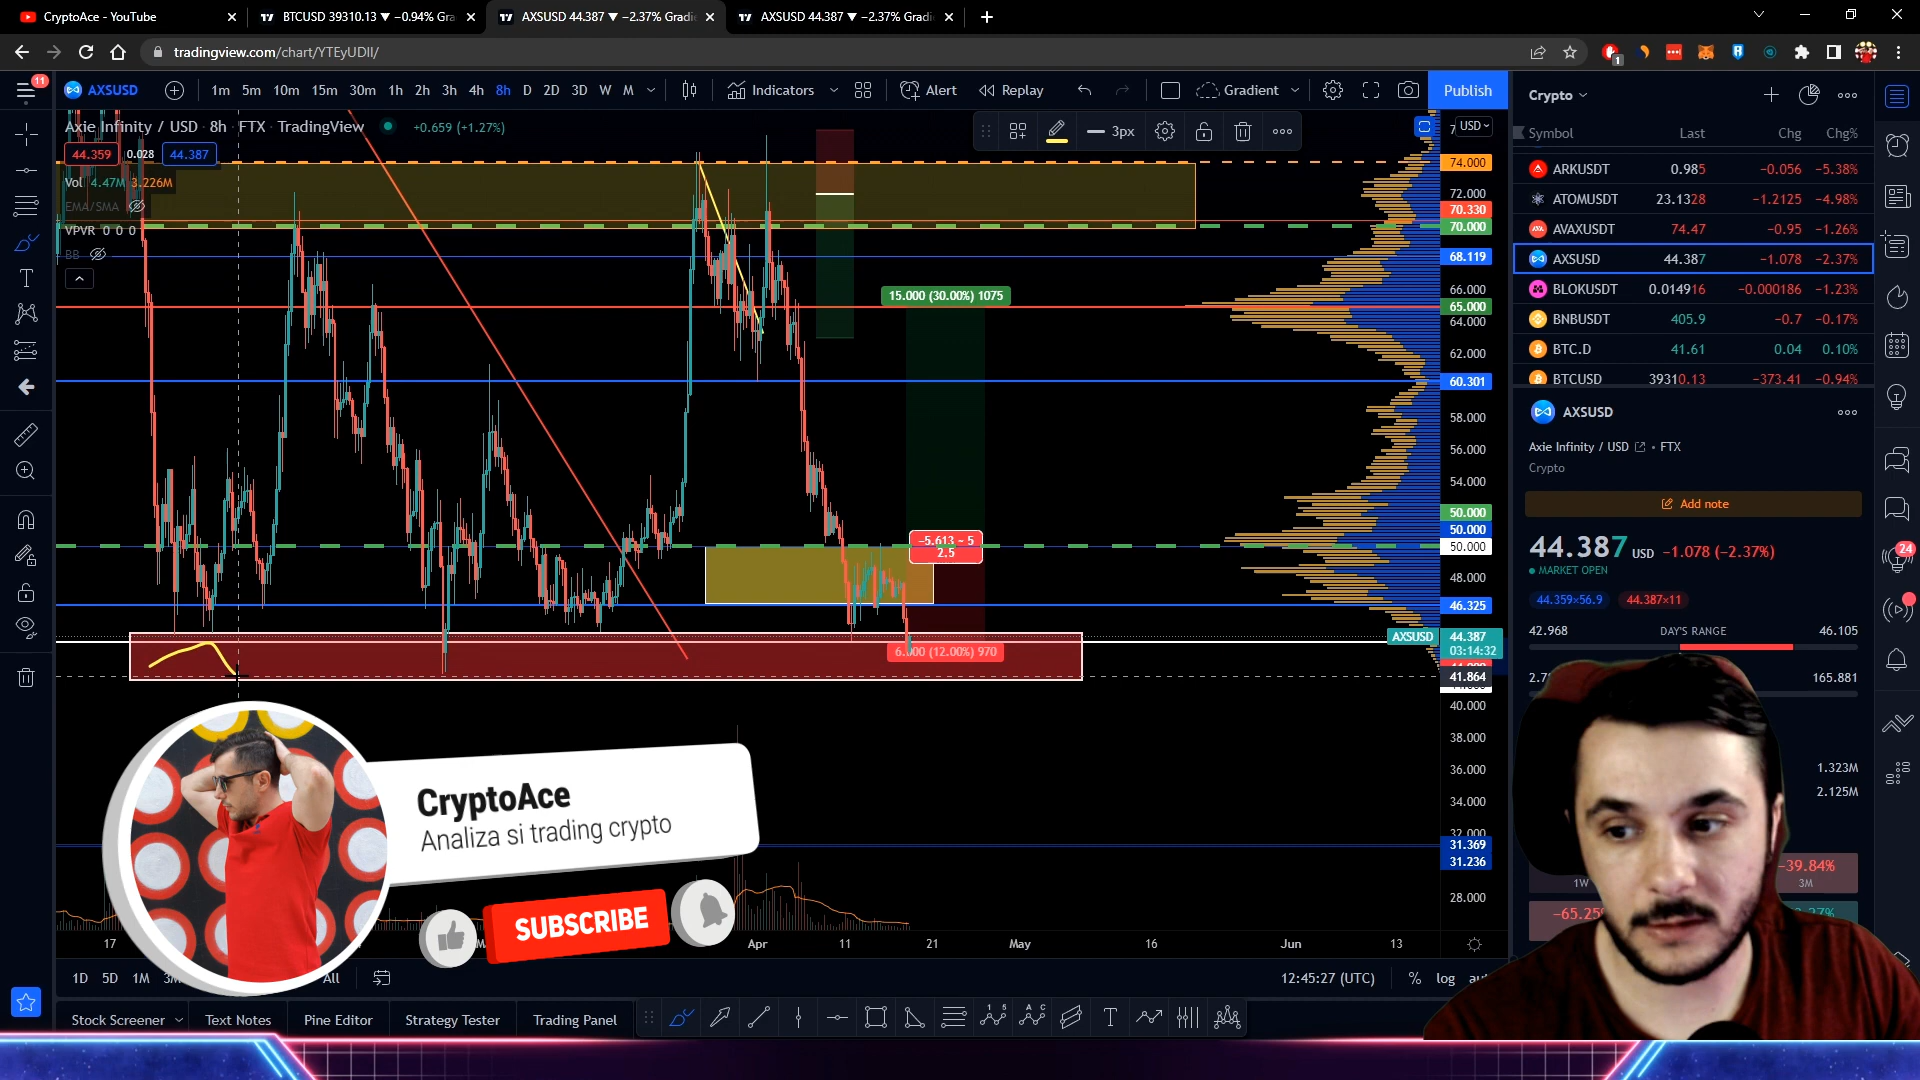 CryptoAce - YouTube
BTCUSD 39310.13 ▼ −0.94% Gra
AXSUSD 44.387 ▼ −2.37% Gradi
AXSUSD 44.387 ▼ −2.37% Gradi
tradingview.com/chart/YTEyUDlI/
1
11
AXSUSD
1m 5m 10m 15m 30m 1h 2h 3h 4h 8h D 2D 3D W M
Indicators
Alert
Replay
Gradient
Publish
Axie Infinity / USD · 8h · FTX · TradingView
+0.659 (+1.27%)
44.359 0.028 44.387
Vol 4.47M 3.226M
EMA/SMA
VPVR 0 0 0
BB
3px
USD
74.000
72.000
70.330
70.000
68.119
66.000
65.000
64.000
62.000
60.301
58.000
56.000
54.000
50.000
50.000
50.000
48.000
46.325
AXSUSD 44.387
03:14:32
41.864
40.000
38.000
36.000
34.000
32.000
31.369
31.236
28.000
15.000 (30.00%) 1075
−5.613 ~ 5
2.5
6.000 (12.00%) 970
17
Apr
11
21
May
16
Jun
13
1D 5D 1M 3M
All
12:45:27 (UTC)
% log
Stock Screener
Text Notes
Pine Editor
Strategy Tester
Trading Panel
CryptoAce
Analiza si trading crypto
SUBSCRIBE
Crypto
Symbol Last Chg Chg%
ARKUSDT 0.985 −0.056 −5.38%
ATOMUSDT 23.1328 −1.2125 −4.98%
AVAXUSDT 74.47 −0.95 −1.26%
AXSUSD 44.387 −1.078 −2.37%
BLOKUSDT 0.014916 −0.000186 −1.23%
BNBUSDT 405.9 −0.7 −0.17%
BTC.D 41.61 0.04 0.10%
BTCUSD 39310.13 −373.41 −0.94%
AXSUSD
Axie Infinity / USD · FTX
Crypto
Add note
44.387 USD −1.078 (−2.37%)
MARKET OPEN
44.359×56.9 44.387×11
42.968 DAY'S RANGE 46.105
165.881
1.323M
2.125M
1W
−39.84%
3M
24